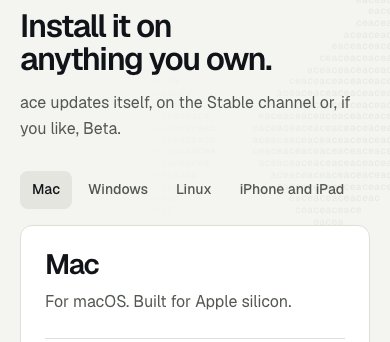 Install it on
anything you own.
ace updates itself, on the Stable channel or, if
you like, Beta.
Mac
Windows
Linux
iPhone and iPad
Mac
For macOS. Built for Apple silicon.